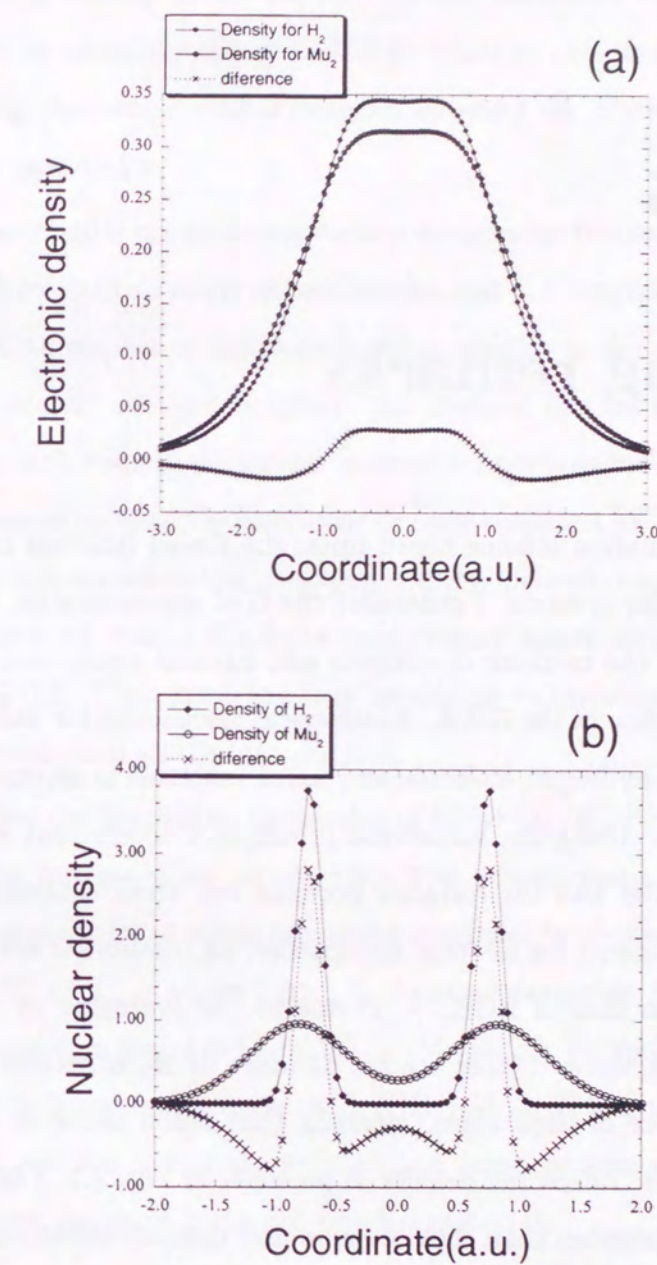 Density for H2
Density for Mu2
diference
(a)
0.35
0.30
0.25
0.20
0.15
0.10
0.05
0.00
-0.05
Electronic density
-3.0 -2.0 -1.0 0.0 1.0 2.0 3.0
Coordinate(a.u.)
Density of H2
Density of Mu2
diference
(b)
4.00
3.00
2.00
1.00
0.00
-1.00
Nuclear density
-2.0 -1.5 -1.0 -0.5 0.0 0.5 1.0 1.5 2.0
Coordinate(a.u.)